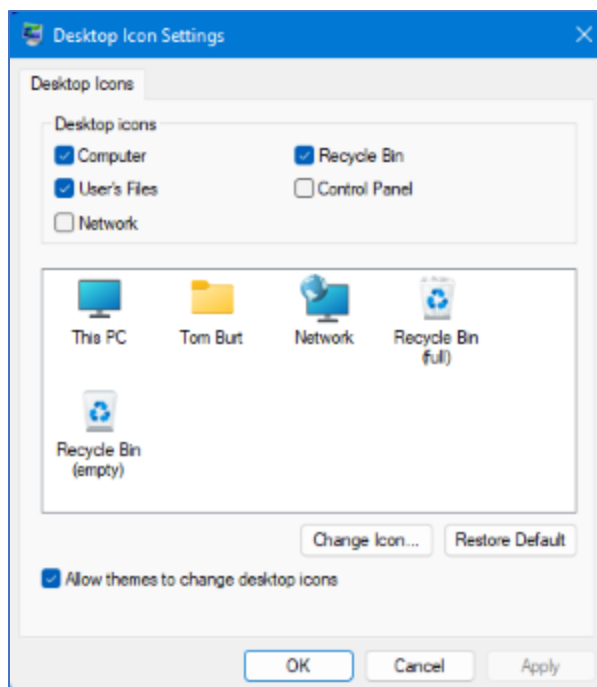 Desktop Icon Settings
Desktop Icons
Desktop icons
Computer
Recycle Bin
User's Files
Control Panel
Network
This PC
Tom Burt
Network
Recycle Bin
(full)
Recycle Bin
(empty)
Change Icon...
Restore Default
Allow themes to change desktop icons
OK
Cancel
Apply